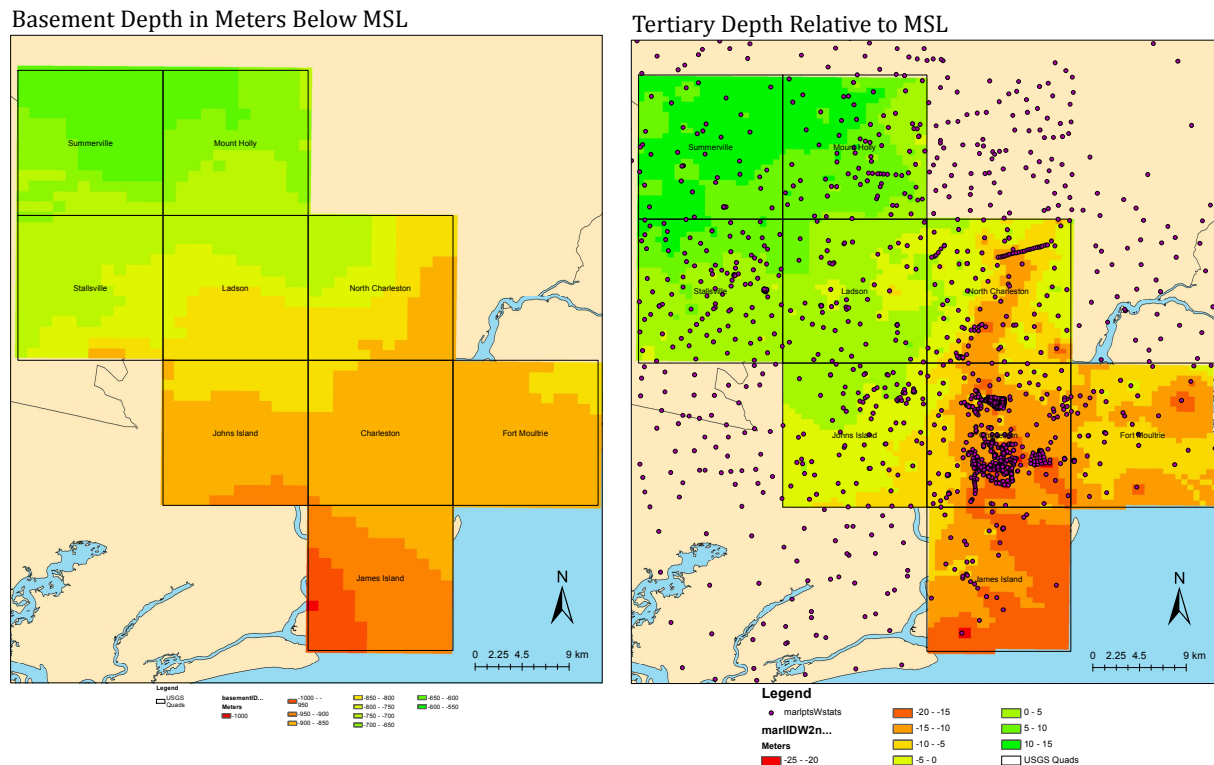 Basement Depth in Meters Below MSL
Summerville
Mount Holly
Stallsville
Ladson
North Charleston
Johns Island
Charleston
Fort Moultrie
James Island
N
0 2.25 4.5 9 km
Legend
USGS
Quads
basementID...
Meters
-1000
-1000 - -
950
-950 - -900
-900 - -850
-850 - -800
-800 - -750
-750 - -700
-700 - -650
-650 - -600
-600 - -550
Tertiary Depth Relative to MSL
Summerville
Mount Holly
Stallsville
Ladson
North Charleston
Johns Island
Fort Moultrie
James Island
N
0 2.25 4.5 9 km
Legend
marlptsWstats
marlIDW2n...
Meters
-25 - -20
-20 - -15
-15 - -10
-10 - -5
-5 - 0
0 - 5
5 - 10
10 - 15
USGS Quads